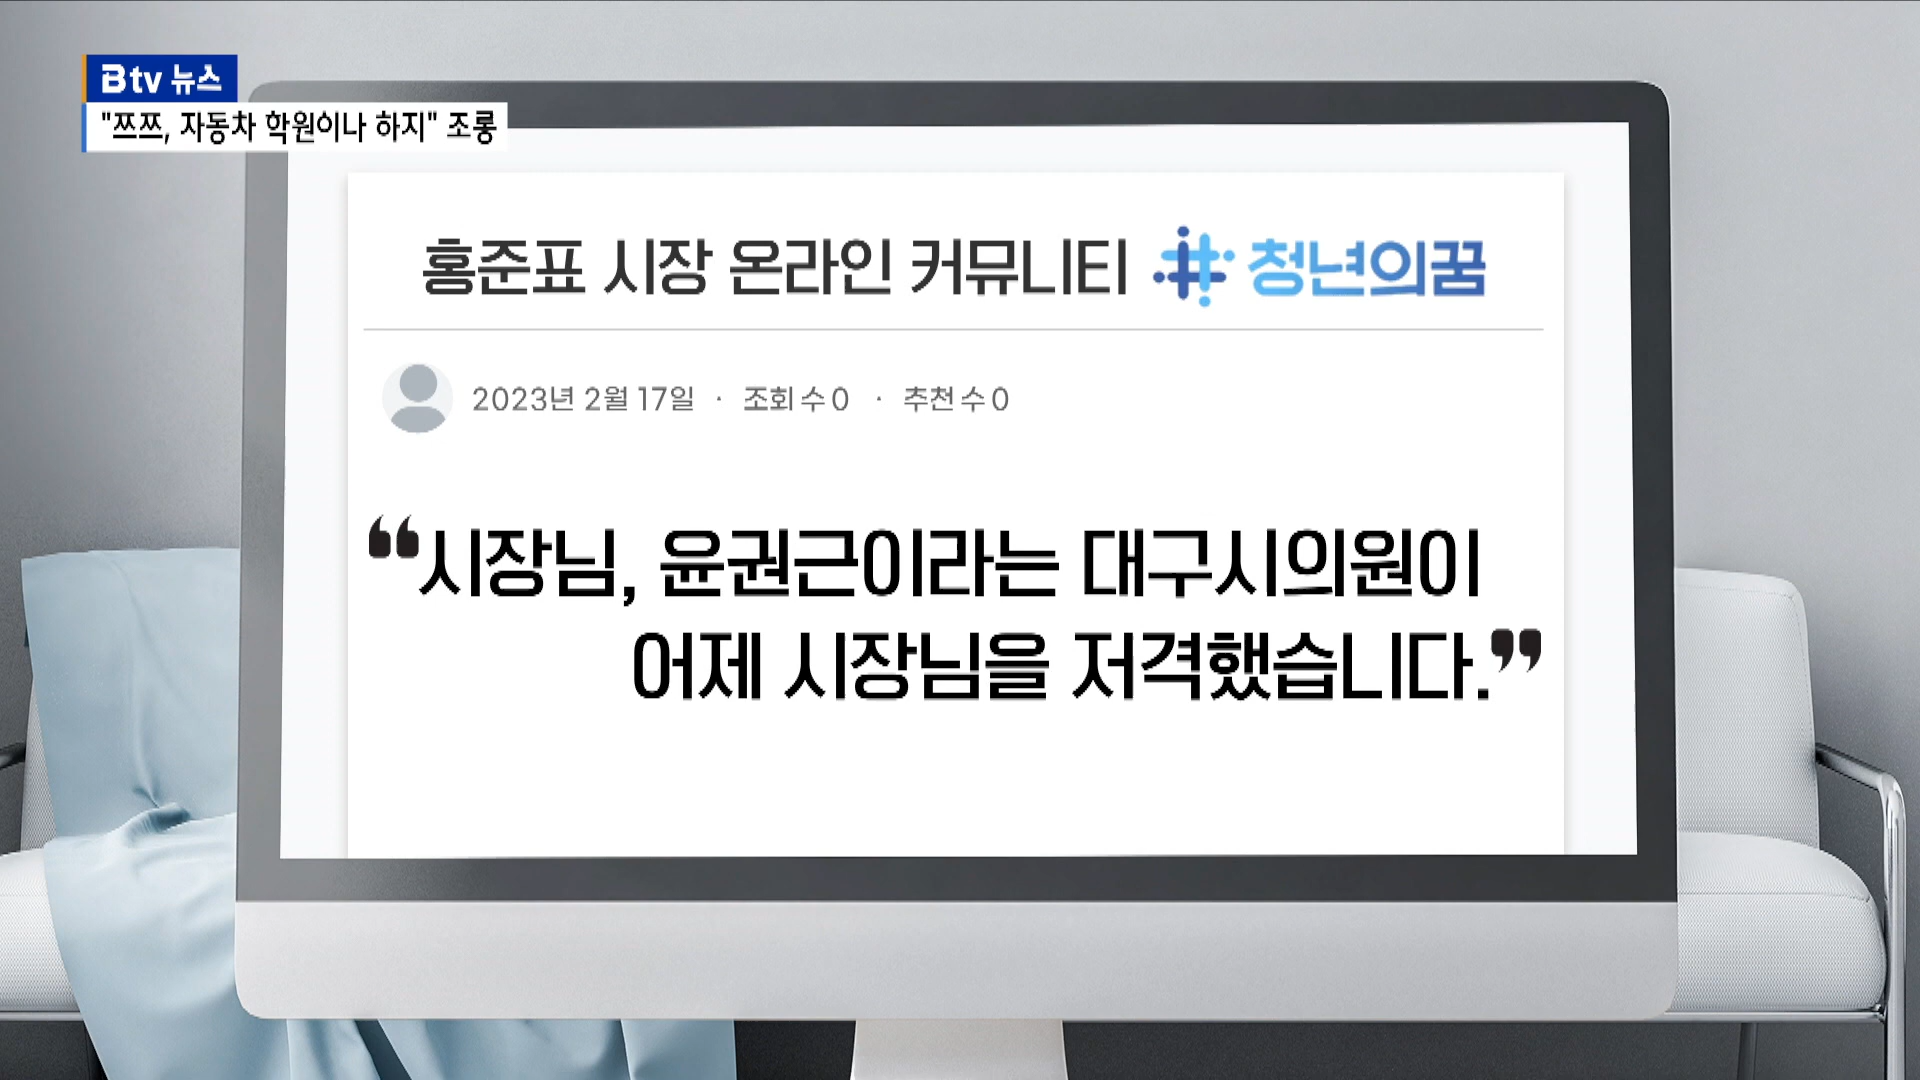 Btv 뉴스
"쯔쯔, 자동차 학원이나 하지" 조롱
홍준표 시장 온라인 커뮤니티 청년의꿈
2023년 2월 17일 · 조회 수 0 · 추천 수 0
“시장님, 윤권근이라는 대구시의원이
어제 시장님을 저격했습니다.”